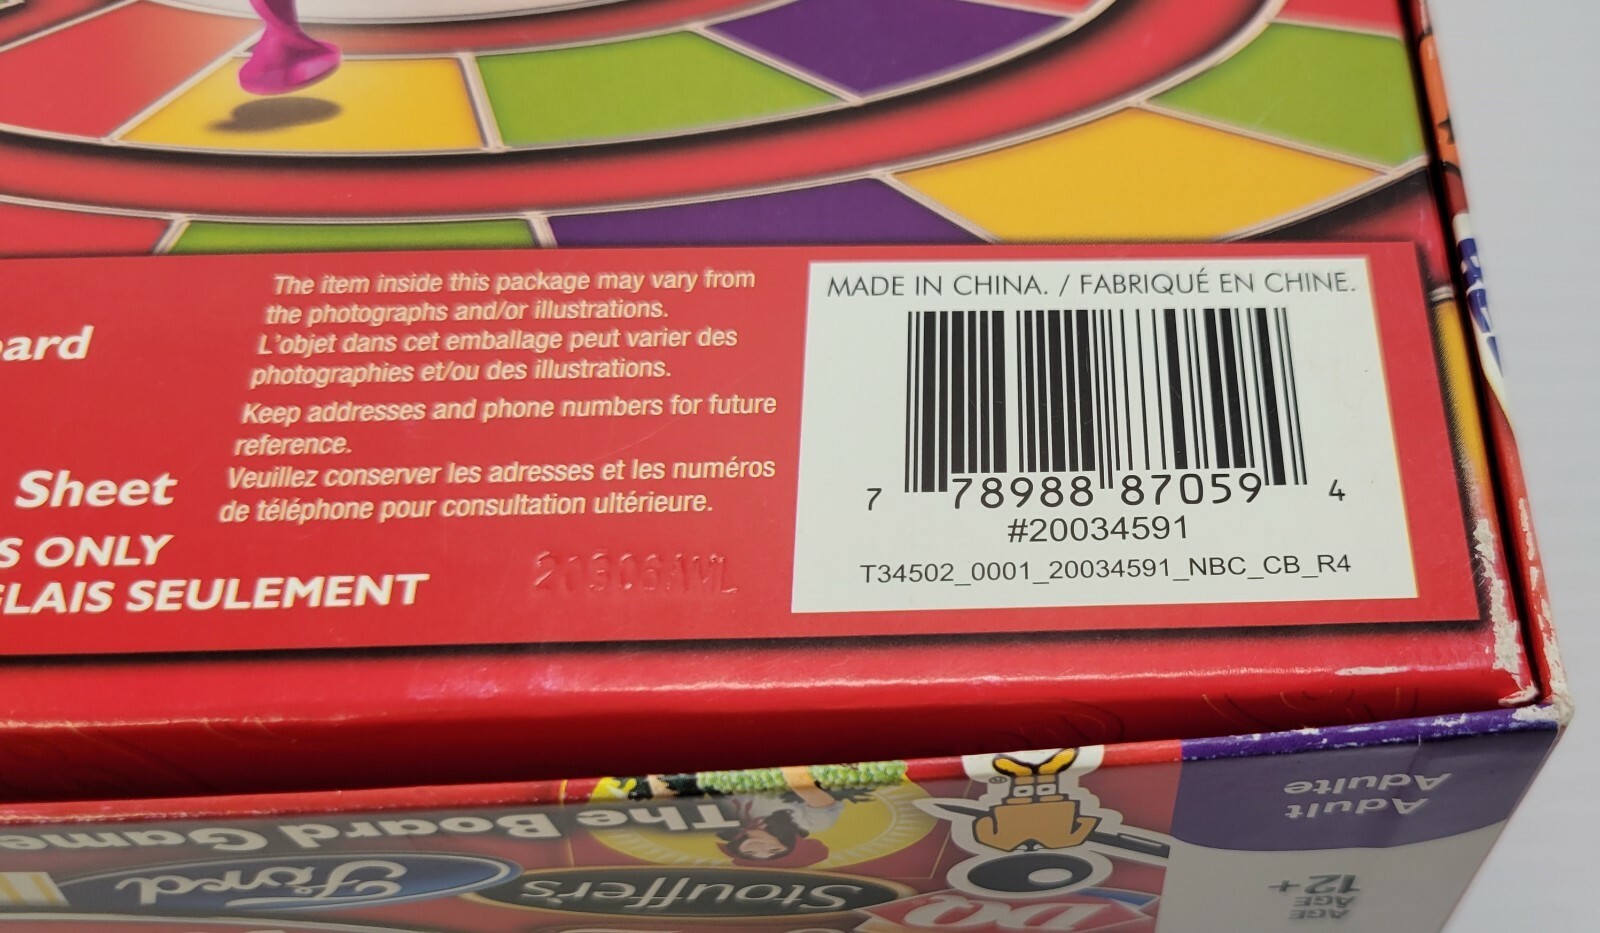 ard
Sheet
S ONLY
LAIS SEULEMENT
The item inside this package may vary from
the photographs and/or illustrations.
L'objet dans cet emballage peut varier des
photographies et/ou des illustrations.
Keep addresses and phone numbers for future
reference.
Veuillez conserver les adresses et les numéros
de téléphone pour consultation ultérieure.
MADE IN CHINA. / FABRIQUÉ EN CHINE.
7 78988 87059 4
#20034591
T34502_0001_20034591_NBC_CB_R4
The Board Game
Ford
Stouffer's
DQ
Adult
Adulte
AGE
AGE
12+